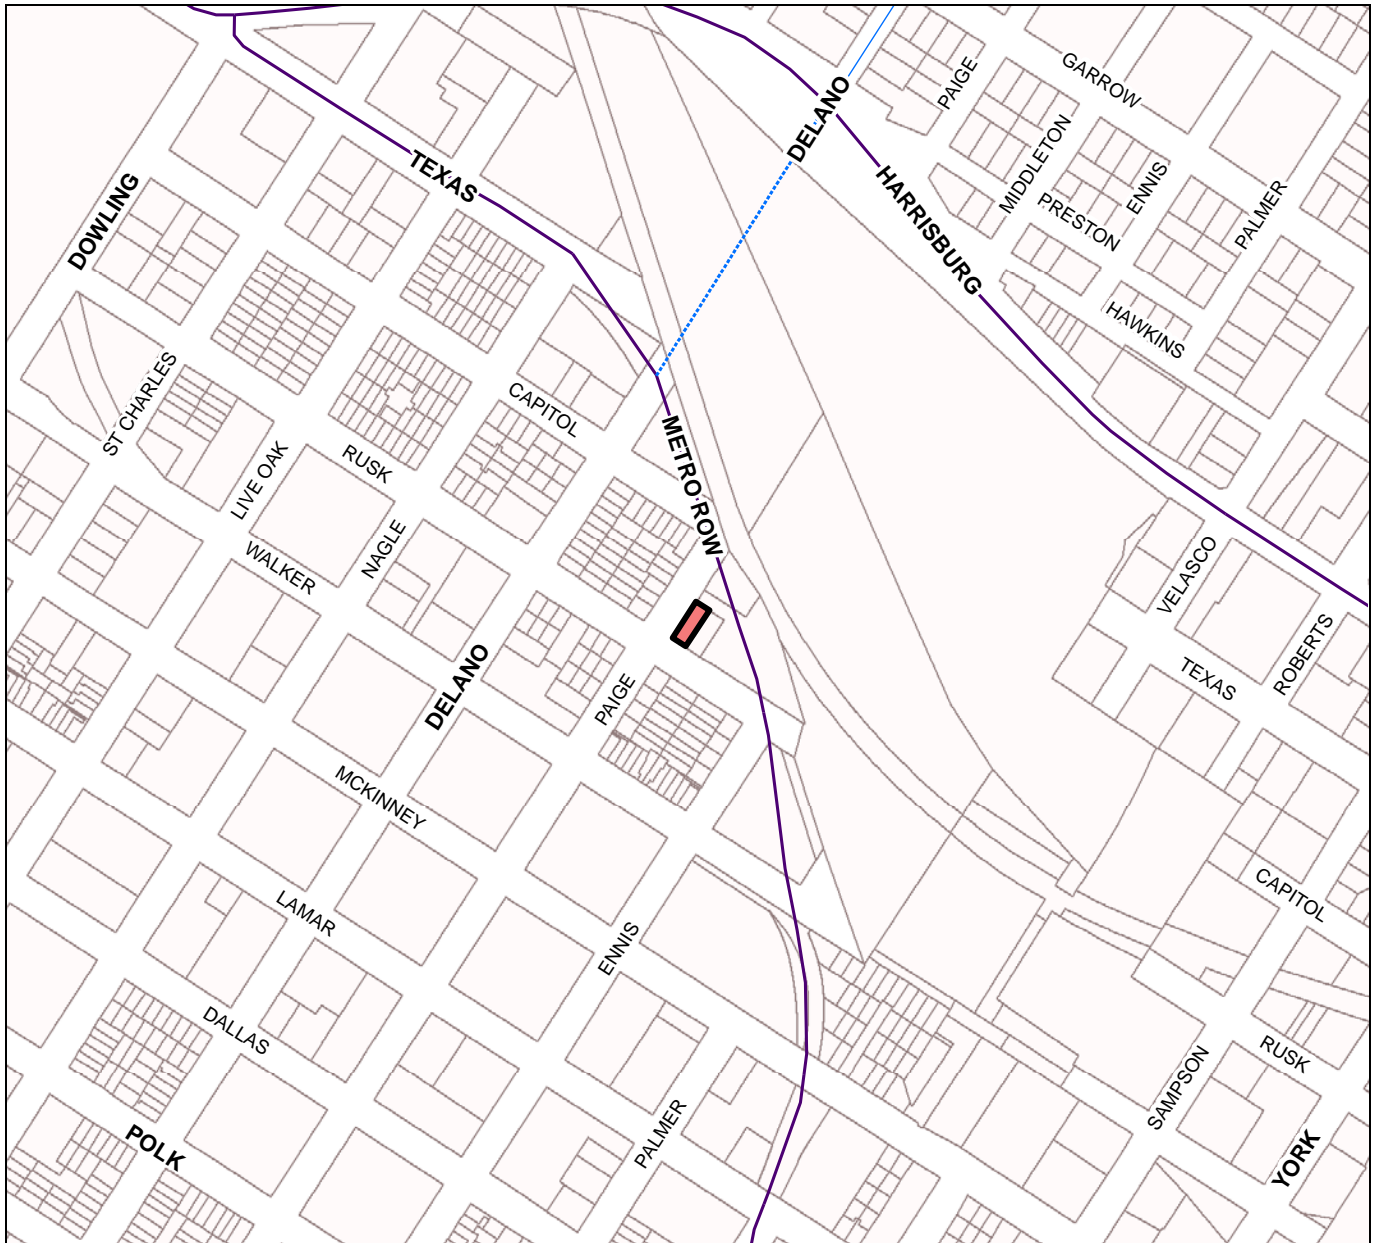 GARROW
PAIGE
DELANO
MIDDLETON
TEXAS
ENNIS
DOWLING
HARRISBURG
PRESTON
PALMER
HAWKINS
ST CHARLES
CAPITOL
LIVE OAK
RUSK
METRO ROW
NAGLE
WALKER
VELASCO
ROBERTS
DELANO
PAIGE
TEXAS
MCKINNEY
CAPITOL
LAMAR
ENNIS
DALLAS
RUSK
SAMPSON
PALMER
POLK
YORK